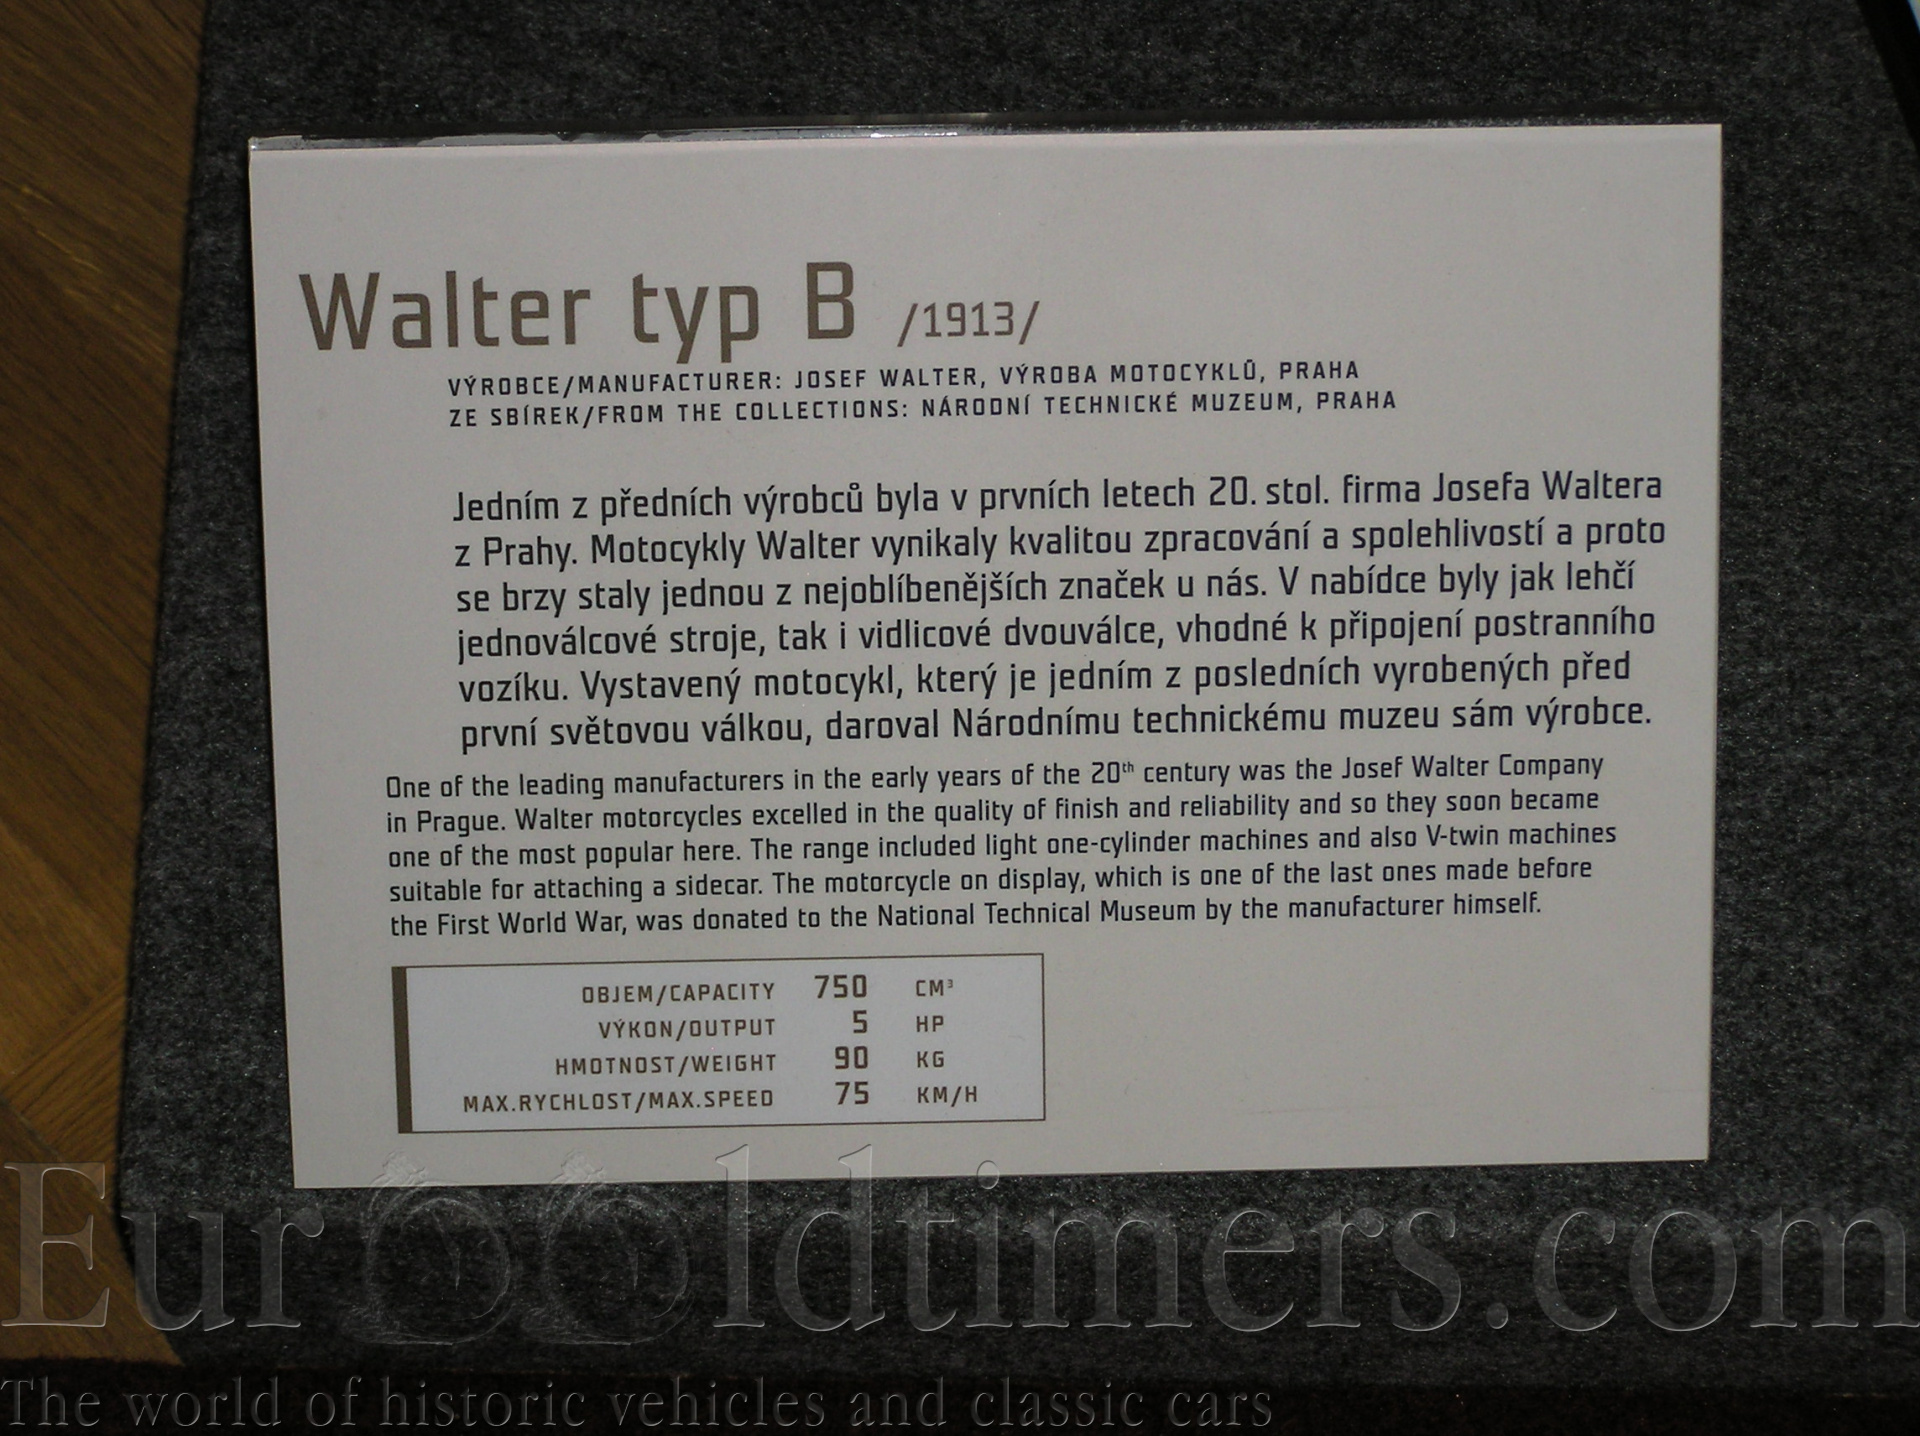 Walter typ B /1913/
VÝROBCE/MANUFACTURER: JOSEF WALTER, VÝROBA MOTOCYKLŮ, PRAHA
ZE SBÍREK/FROM THE COLLECTIONS: NÁRODNÍ TECHNICKÉ MUZEUM, PRAHA
Jedním z předních výrobců byla v prvních letech 20. stol. firma Josefa Waltera
z Prahy. Motocykly Walter vynikaly kvalitou zpracování a spolehlivostí a proto
se brzy staly jednou z nejoblíbenějších značek u nás. V nabídce byly jak lehčí
jednoválcové stroje, tak i vidlicové dvouválce, vhodné k připojení postranního
vozíku. Vystavený motocykl, který je jedním z posledních vyrobených před
první světovou válkou, daroval Národnímu technickému muzeu sám výrobce.
One of the leading manufacturers in the early years of the 20th century was the Josef Walter Company
in Prague. Walter motorcycles excelled in the quality of finish and reliability and so they soon became
one of the most popular here. The range included light one-cylinder machines and also V-twin machines
suitable for attaching a sidecar. The motorcycle on display, which is one of the last ones made before
the First World War, was donated to the National Technical Museum by the manufacturer himself.
OBJEM/CAPACITY 750 CM³
VÝKON/OUTPUT 5 HP
HMOTNOST/WEIGHT 90 KG
MAX.RYCHLOST/MAX.SPEED 75 KM/H
EurOOldtimers.com
The world of historic vehicles and classic cars